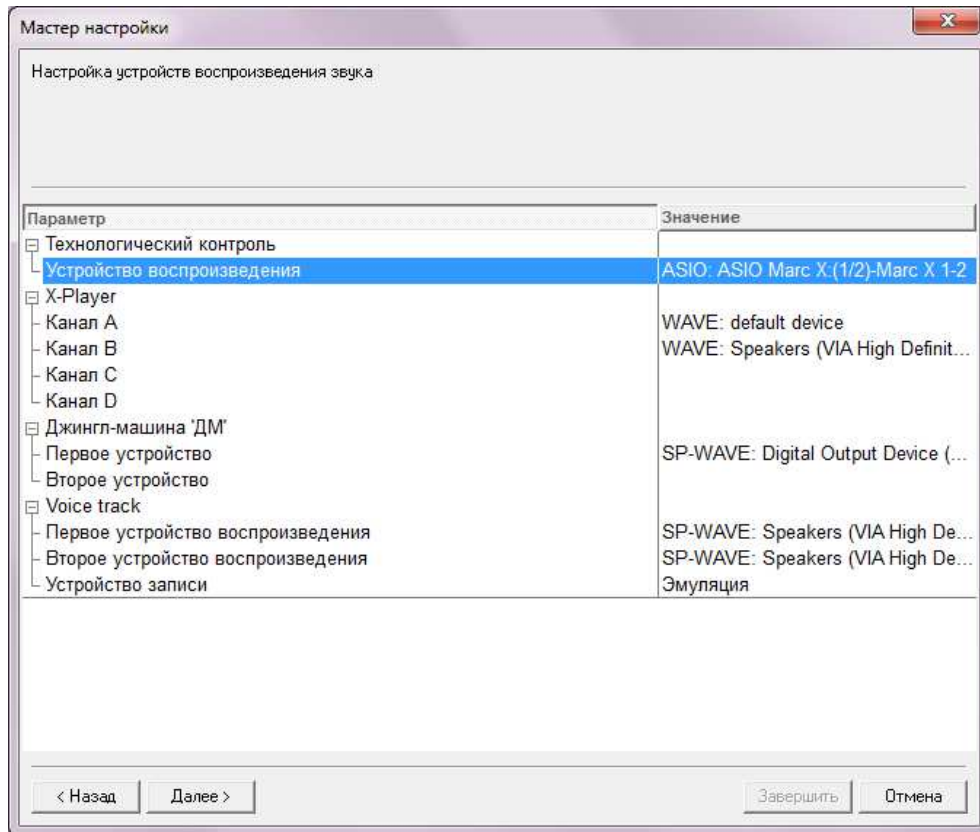 Мастер настройки
Настройка устройств воспроизведения звука
Параметр Значение
Технологический контроль
Устройство воспроизведения ASIO: ASIO Marc X:(1/2)-Marc X 1-2
X-Player
Канал A WAVE: default device
Канал B WAVE: Speakers (VIA High Definit...
Канал C
Канал D
Джингл-машина 'ДМ'
Первое устройство SP-WAVE: Digital Output Device (...
Второе устройство
Voice track
Первое устройство воспроизведения SP-WAVE: Speakers (VIA High De...
Второе устройство воспроизведения SP-WAVE: Speakers (VIA High De...
Устройство записи Эмуляция
< Назад Далее > Завершить Отмена